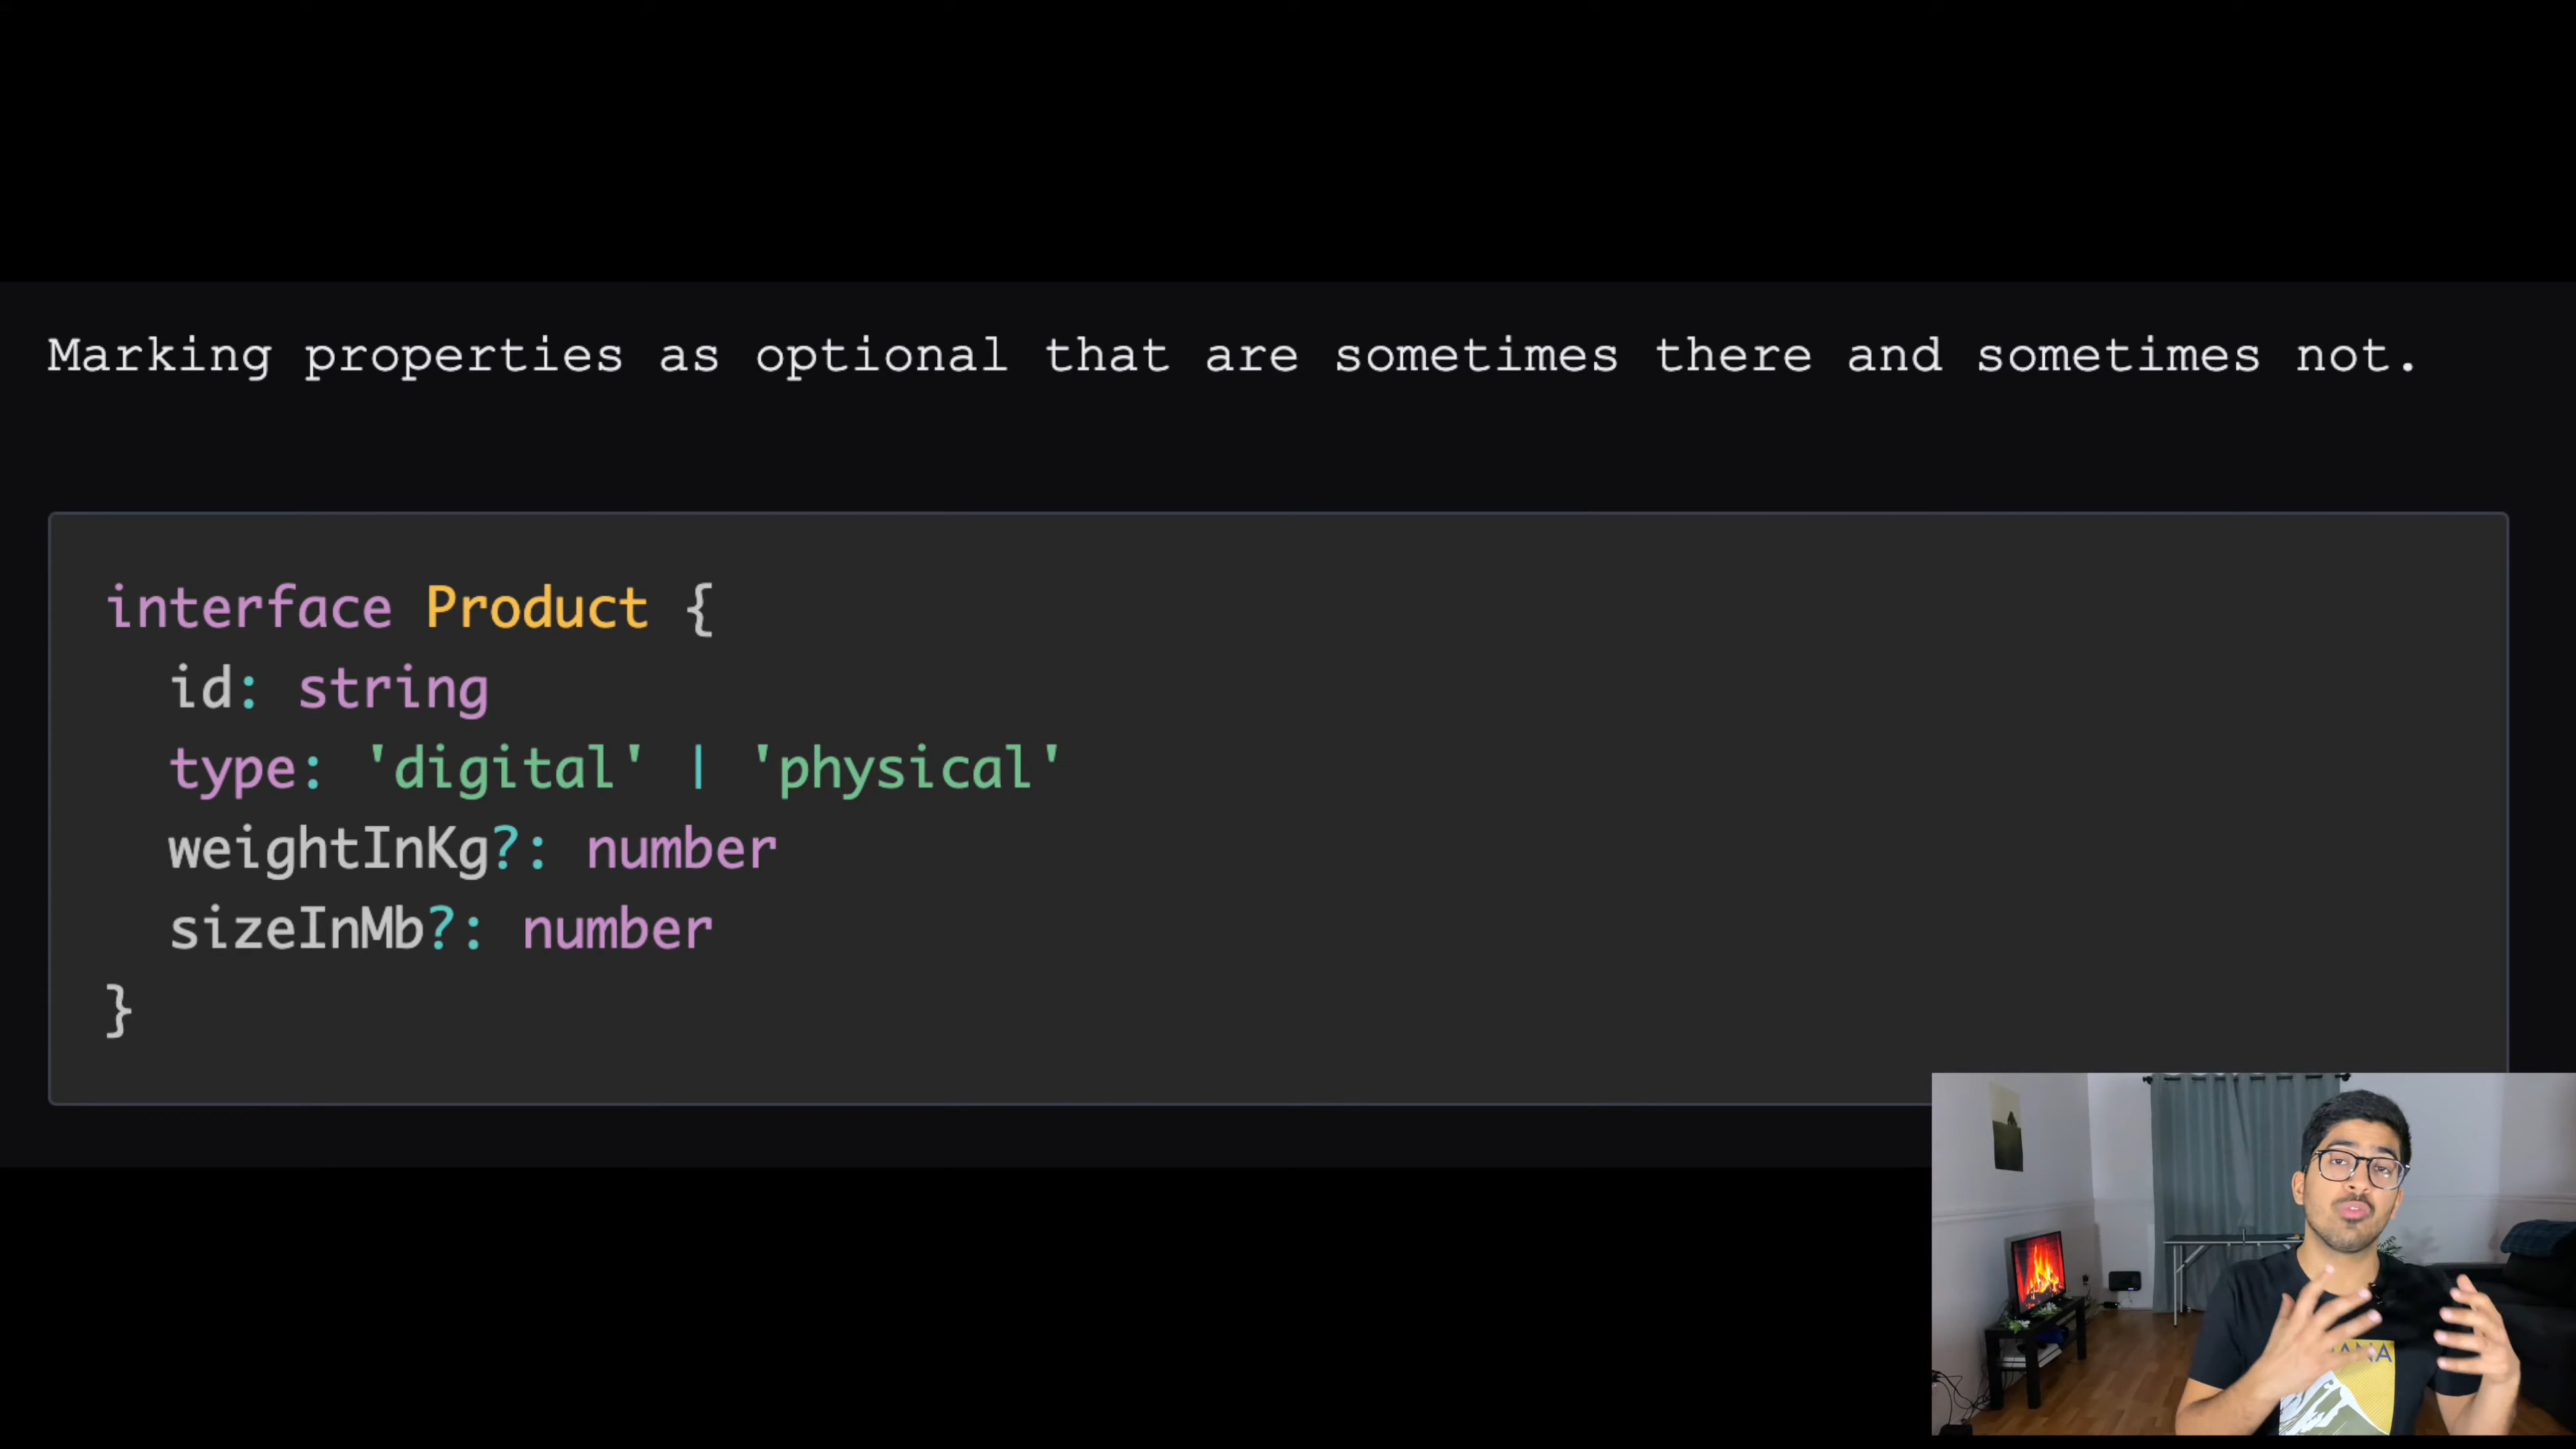 Marking properties as optional that are sometimes there and sometimes not.
interface Product {
id: string
type: 'digital' | 'physical'
weightInKg?: number
sizeInMb?: number
}